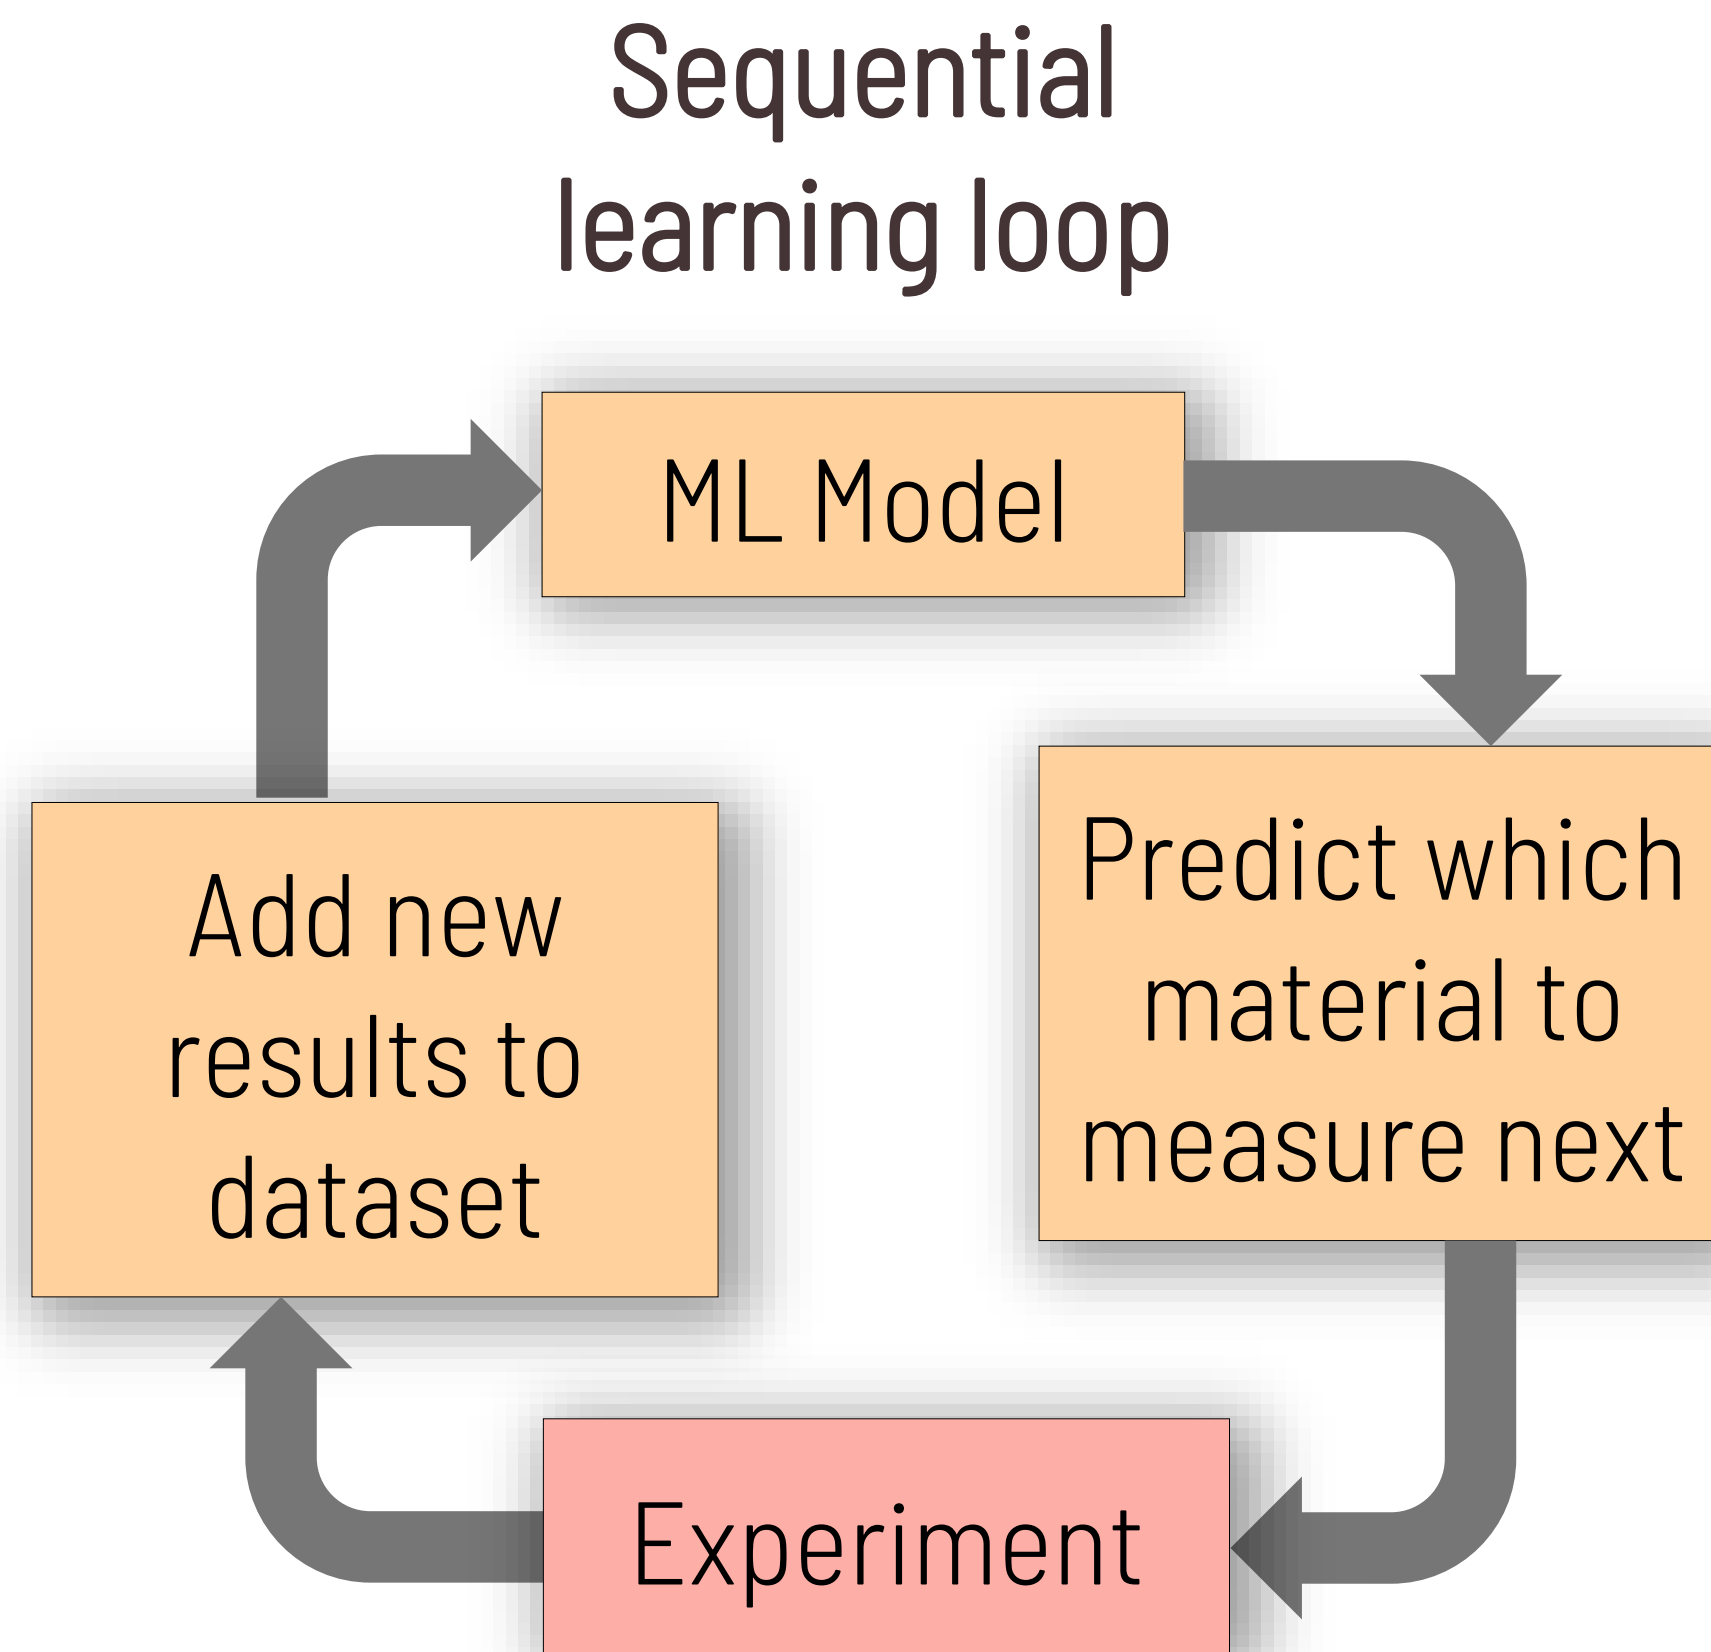 Sequential
learning loop
ML Model
Predict which
material to
measure next
Add new
results to
dataset
Experiment